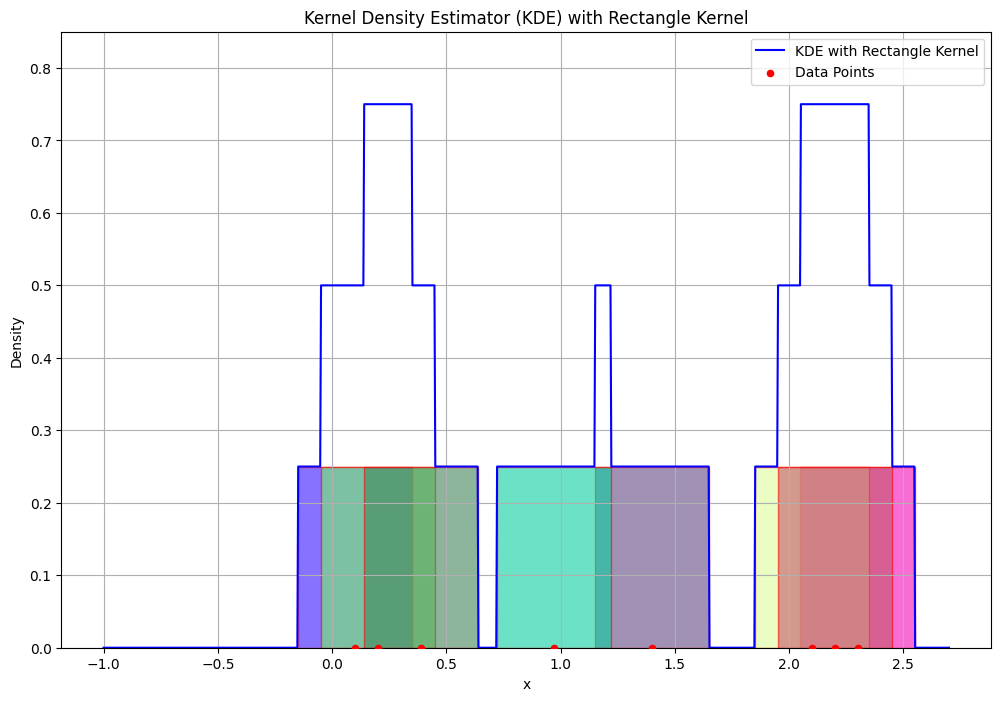 Kernel Density Estimator (KDE) with Rectangle Kernel
KDE with Rectangle Kernel
Data Points
Density
0.8
0.7
0.6
0.5
0.4
0.3
0.2
0.1
0.0
−1.0 −0.5 0.0 0.5 1.0 1.5 2.0 2.5
x